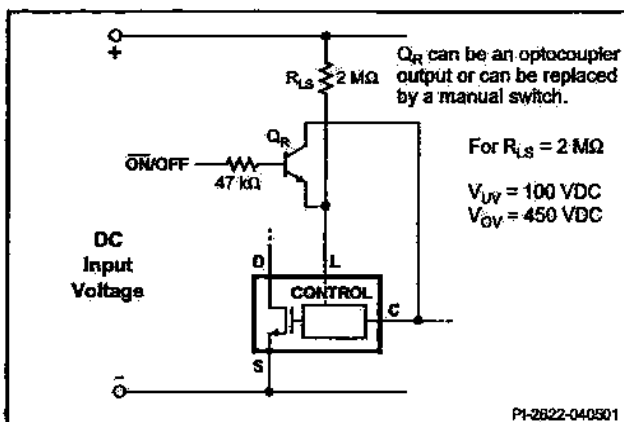 +
R_LS
2 MΩ
Q_R can be an optocoupler
output or can be replaced
by a manual switch.
Q_R
For R_LS = 2 MΩ
ON/OFF
47 kΩ
V_UV = 100 VDC
V_OV = 450 VDC
DC
Input
Voltage
D
L
CONTROL
C
S
-
PI-2622-040501